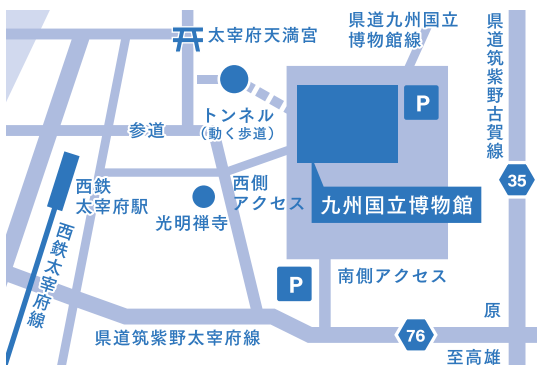 太宰府天満宮
県道九州国立
博物館線
県道筑紫野古賀線
P
トンネル
(動く歩道)
参道
35
西鉄
太宰府駅
西側
アクセス
九州国立博物館
光明禅寺
西鉄太宰府線
P
南側アクセス
原
県道筑紫野太宰府線
76
至高雄